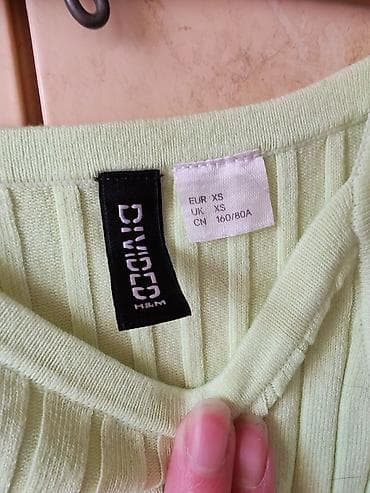 DIVIDED
H&M
EUR XS
UK XS
CN 160/80A